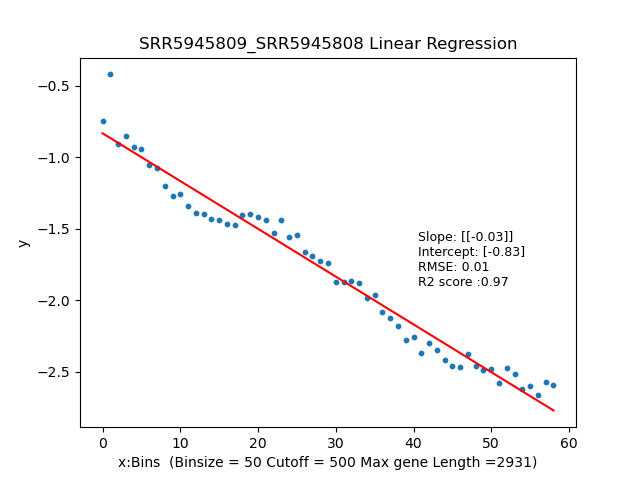 SRR5945809_SRR5945808 Linear Regression
−0.5
−1.0
−1.5
−2.0
−2.5
y
Slope: [[-0.03]]
Intercept: [-0.83]
RMSE: 0.01
R2 score :0.97
0 10 20 30 40 50 60
x:Bins  (Binsize = 50 Cutoff = 500 Max gene Length =2931)